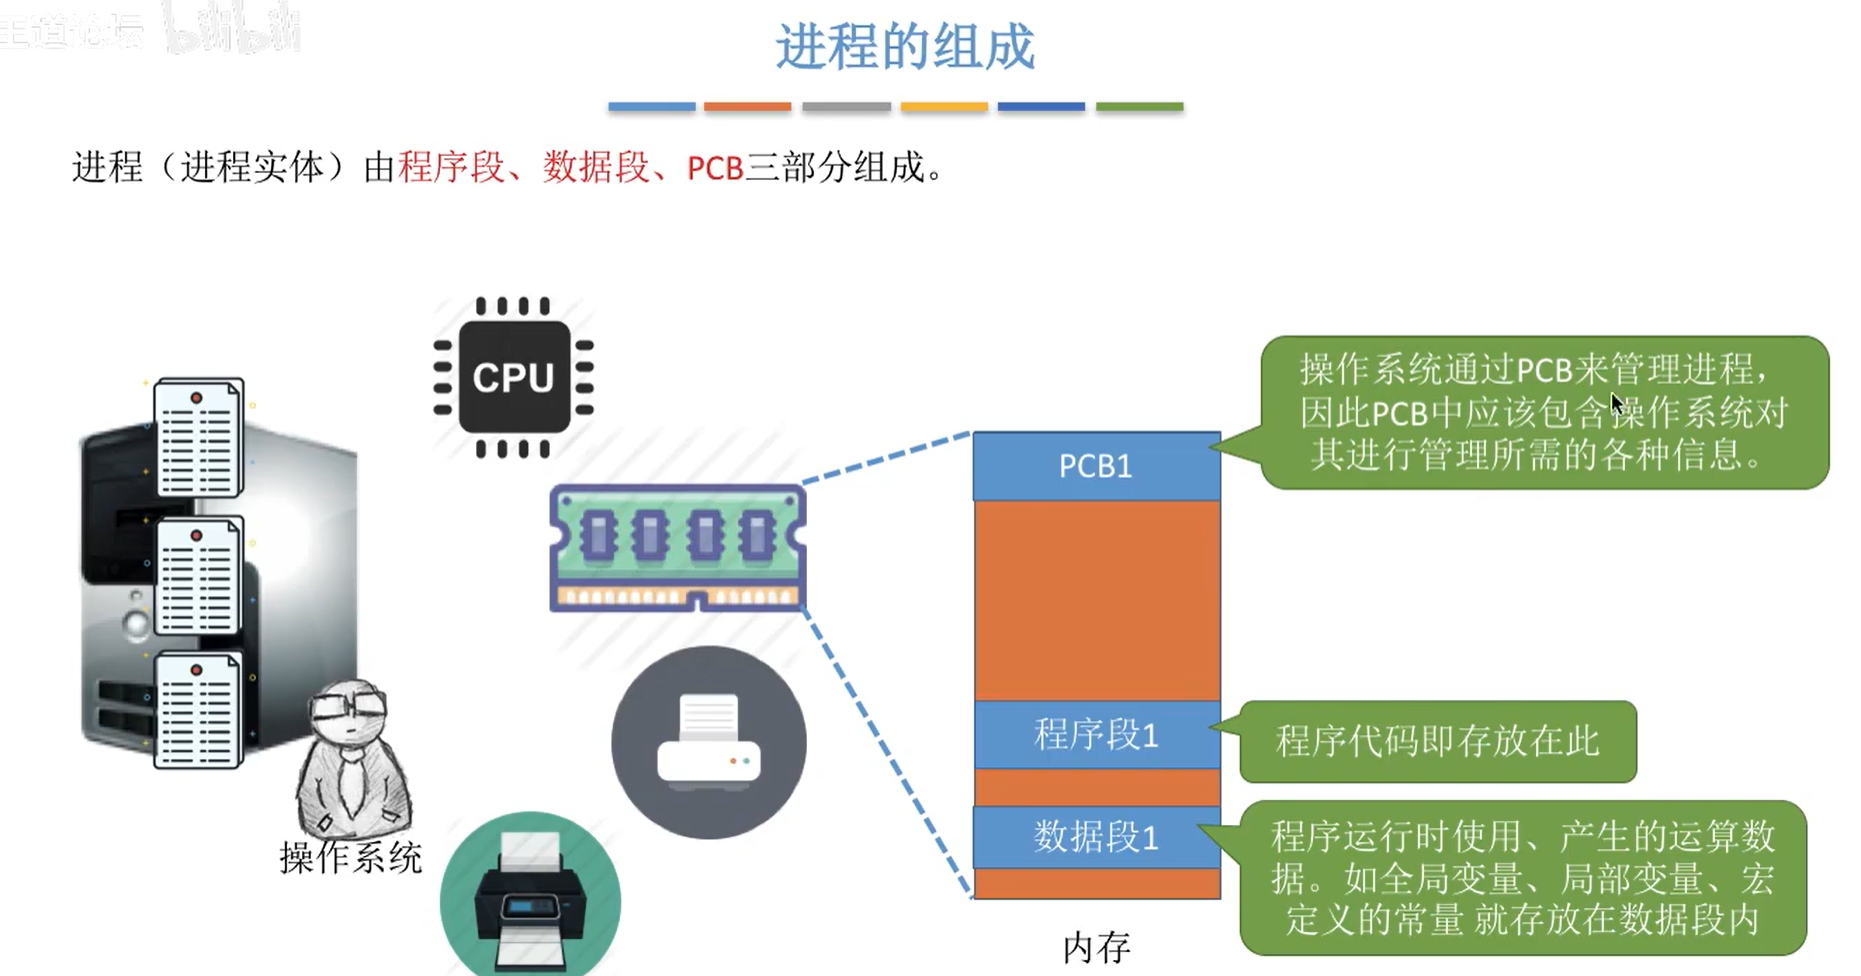 王道论坛 bilibili
进程的组成
进程（进程实体）由程序段、数据段、PCB三部分组成。
CPU
操作系统通过PCB来管理进程，
因此PCB中应该包含操作系统对
其进行管理所需的各种信息。
PCB1
程序段1
程序代码即存放在此
数据段1
程序运行时使用、产生的运算数
据。如全局变量、局部变量、宏
定义的常量 就存放在数据段内
操作系统
内存